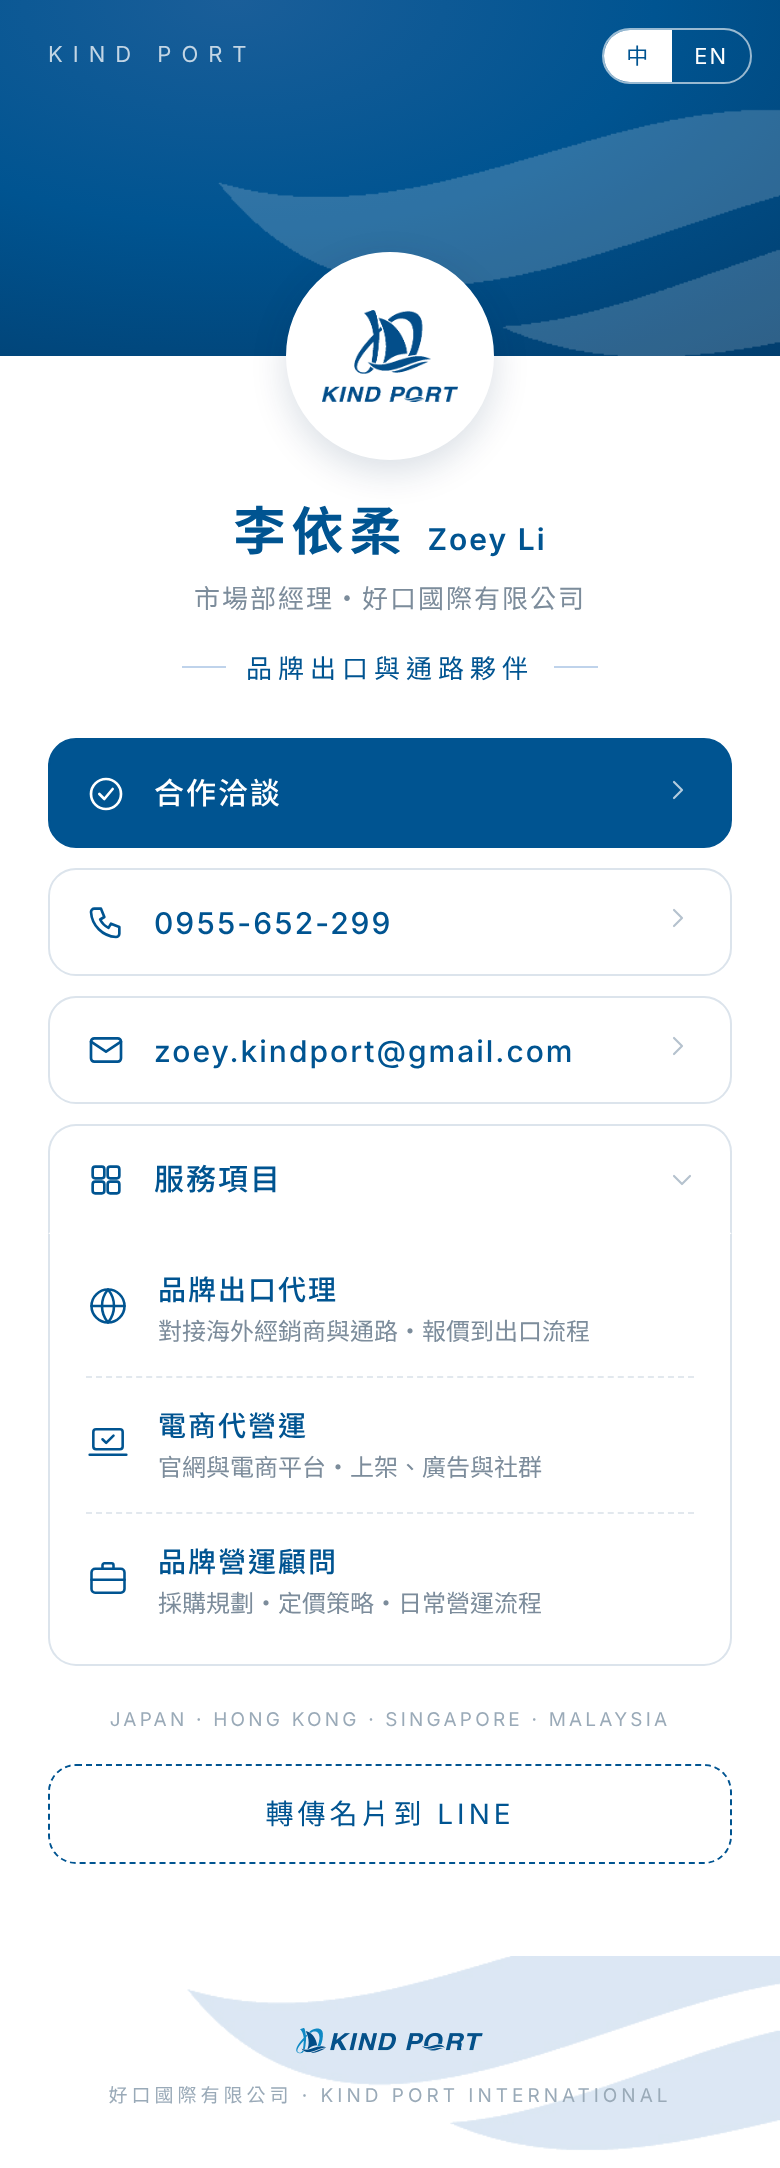 KIND PORT
中 EN
KIND PORT
李依柔 Zoey Li
市場部經理・好口國際有限公司
品牌出口與通路夥伴
合作洽談
0955-652-299
zoey.kindport@gmail.com
服務項目
品牌出口代理
對接海外經銷商與通路・報價到出口流程
電商代營運
官網與電商平台・上架、廣告與社群
品牌營運顧問
採購規劃・定價策略・日常營運流程
JAPAN · HONG KONG · SINGAPORE · MALAYSIA
轉傳名片到 LINE
KIND PORT
好口國際有限公司 · KIND PORT INTERNATIONAL